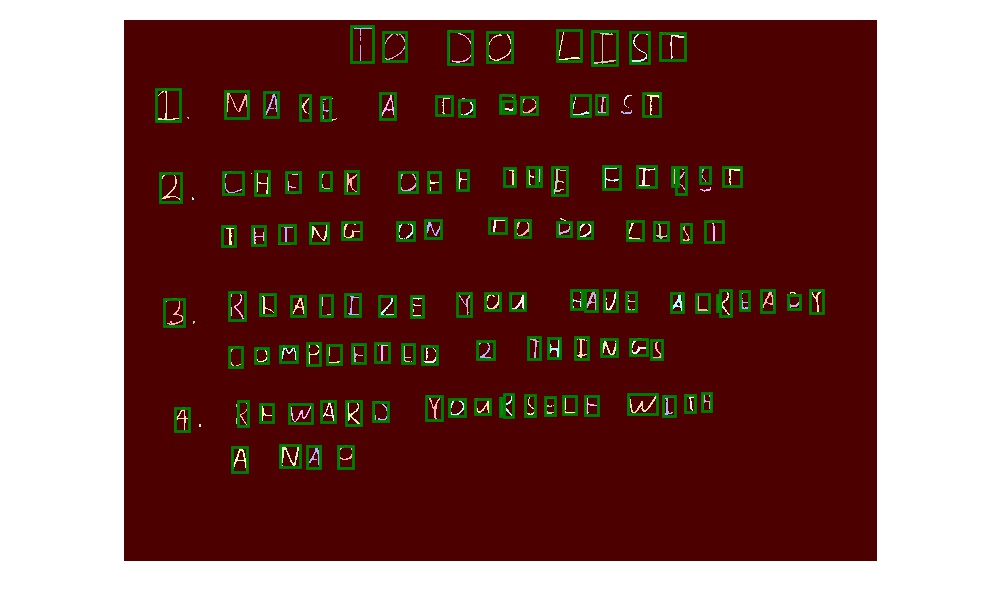 TO DO LIST
1. MAKE A TO DO LIST
2. CHECK OFF THE FIRST
THING ON TO DO LIST
3. REALIZE YOU HAVE ALREADY
COMPLETED 2 THINGS
4. REWARD YOURSELF WITH
A NAP